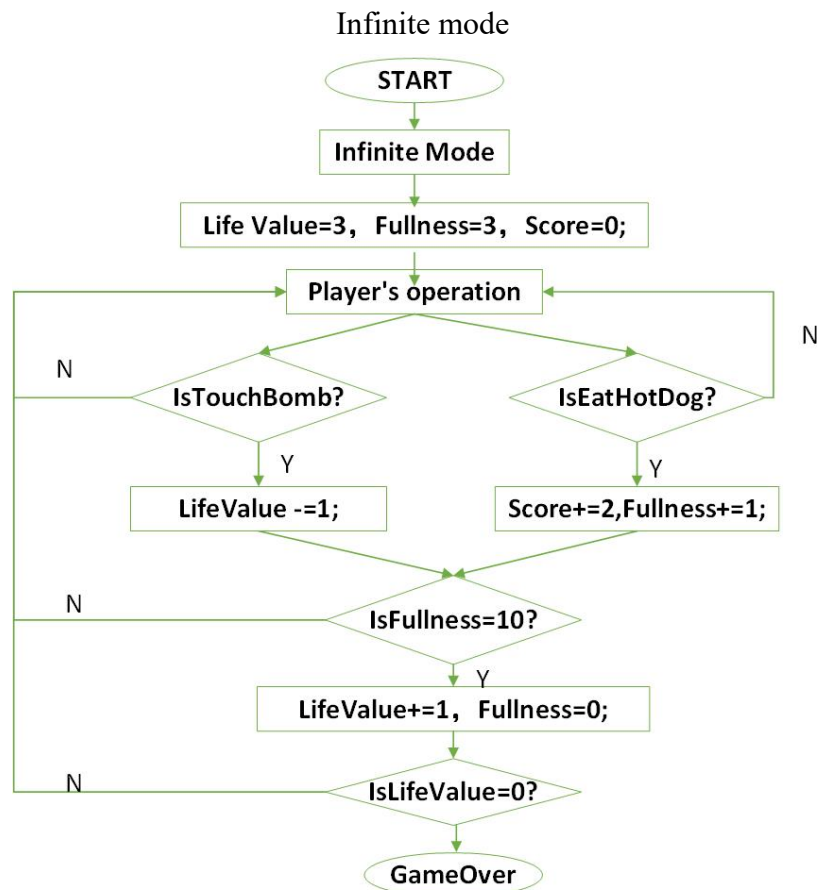 Infinite mode
START
Infinite Mode
Life Value=3，Fullness=3，Score=0;
Player's operation
N
N
IsTouchBomb?
IsEatHotDog?
Y
Y
LifeValue -=1;
Score+=2,Fullness+=1;
N
IsFullness=10?
Y
LifeValue+=1，Fullness=0;
N
IsLifeValue=0?
GameOver